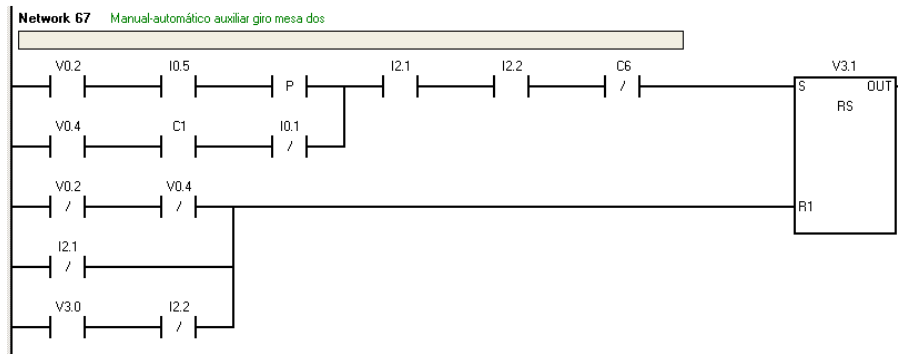 Network 67 Manual-automático auxiliar giro mesa dos
V0.2 I0.5 I2.1 I2.2 C6 V3.1
P / S OUT
RS
V0.4 C1 I0.1
/
V0.2 V0.4
/ / R1
I2.1
/
V3.0 I2.2
/